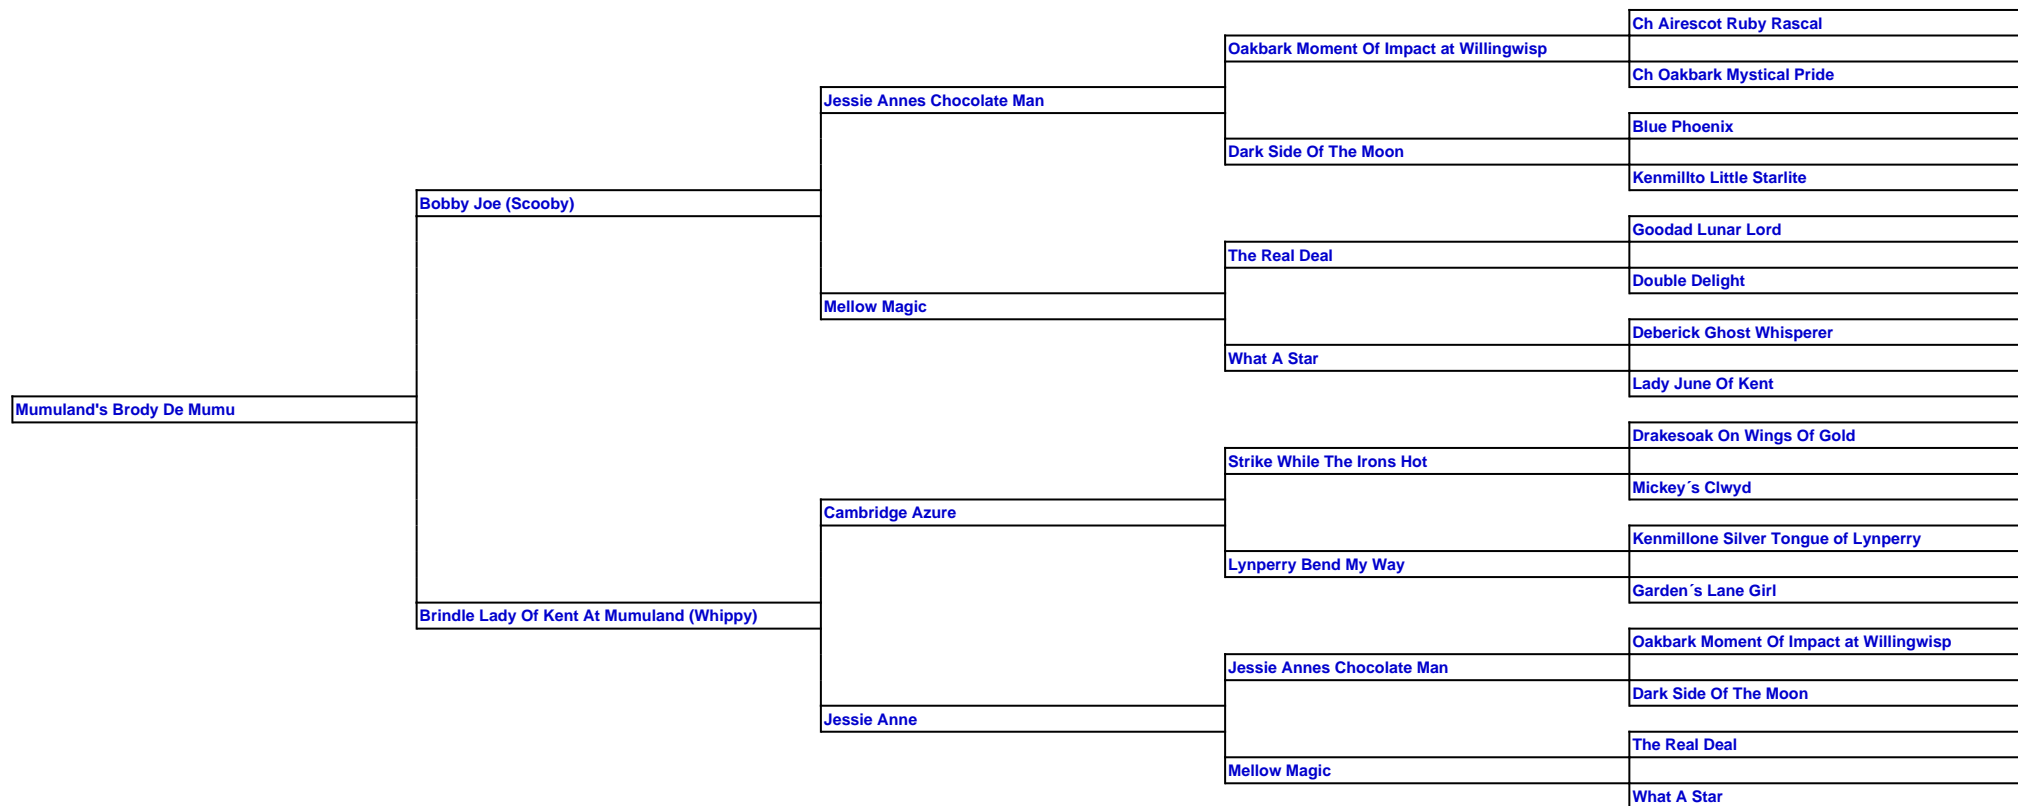 Ch Airescot Ruby Rascal
Oakbark Moment Of Impact at Willingwisp
Ch Oakbark Mystical Pride
Jessie Annes Chocolate Man
Blue Phoenix
Dark Side Of The Moon
Kenmillto Little Starlite
Bobby Joe (Scooby)
Goodad Lunar Lord
The Real Deal
Double Delight
Mellow Magic
Deberick Ghost Whisperer
What A Star
Lady June Of Kent
Mumuland's Brody De Mumu
Drakesoak On Wings Of Gold
Strike While The Irons Hot
Mickey´s Clwyd
Cambridge Azure
Kenmillone Silver Tongue of Lynperry
Lynperry Bend My Way
Garden´s Lane Girl
Brindle Lady Of Kent At Mumuland (Whippy)
Oakbark Moment Of Impact at Willingwisp
Jessie Annes Chocolate Man
Dark Side Of The Moon
Jessie Anne
The Real Deal
Mellow Magic
What A Star